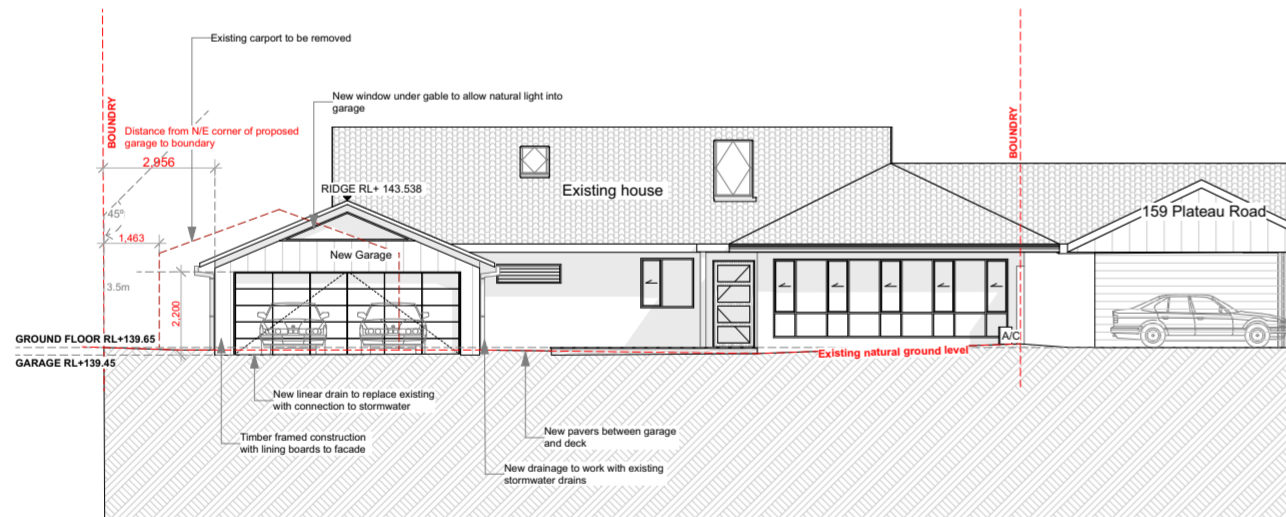 Existing carport to be removed
BOUNDRY
New window under gable to allow natural light into
garage
BOUNDRY
Distance from N/E corner of proposed
garage to boundary
2,956
RIDGE RL+ 143.538
Existing house
45º
159 Plateau Road
1,463
New Garage
3.5m
2,200
GROUND FLOOR RL+139.65
A/C
Existing natural ground level
GARAGE RL+139.45
New linear drain to replace existing
with connection to stormwater
Timber framed construction
with lining boards to facade
New pavers between garage
and deck
New drainage to work with existing
stormwater drains